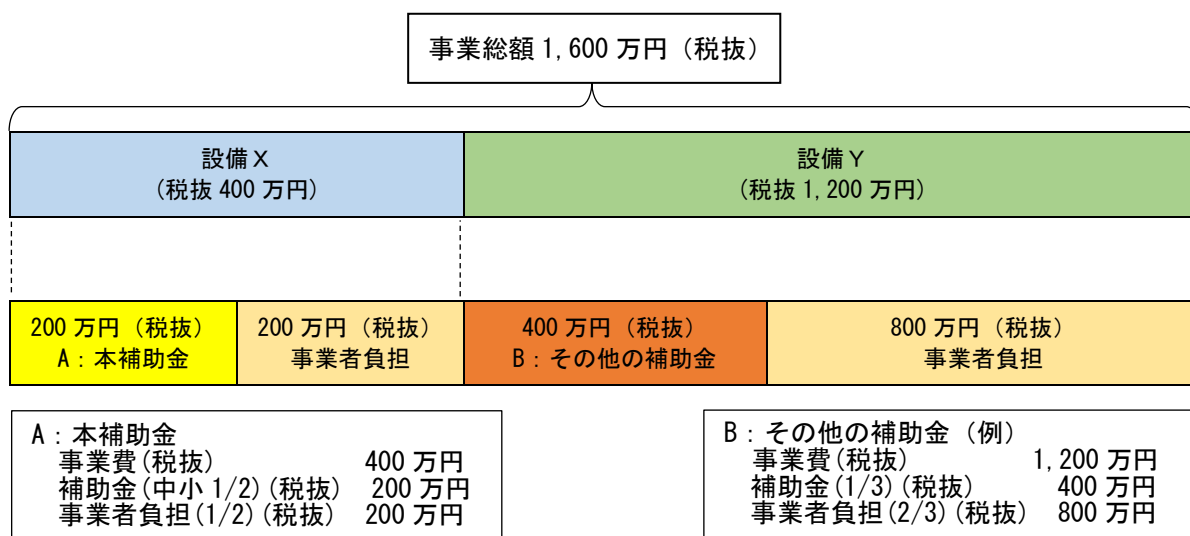 事業総額 1,600 万円（税抜）
設備Ｘ
（税抜 400 万円）
設備Ｙ
（税抜 1,200 万円）
200 万円（税抜）
A：本補助金
200 万円（税抜）
事業者負担
400 万円（税抜）
B：その他の補助金
800 万円（税抜）
事業者負担
A：本補助金
事業費(税抜) 400 万円
補助金(中小 1/2)(税抜) 200 万円
事業者負担(1/2)(税抜) 200 万円
B：その他の補助金（例）
事業費(税抜) 1,200 万円
補助金(1/3)(税抜) 400 万円
事業者負担(2/3)(税抜) 800 万円